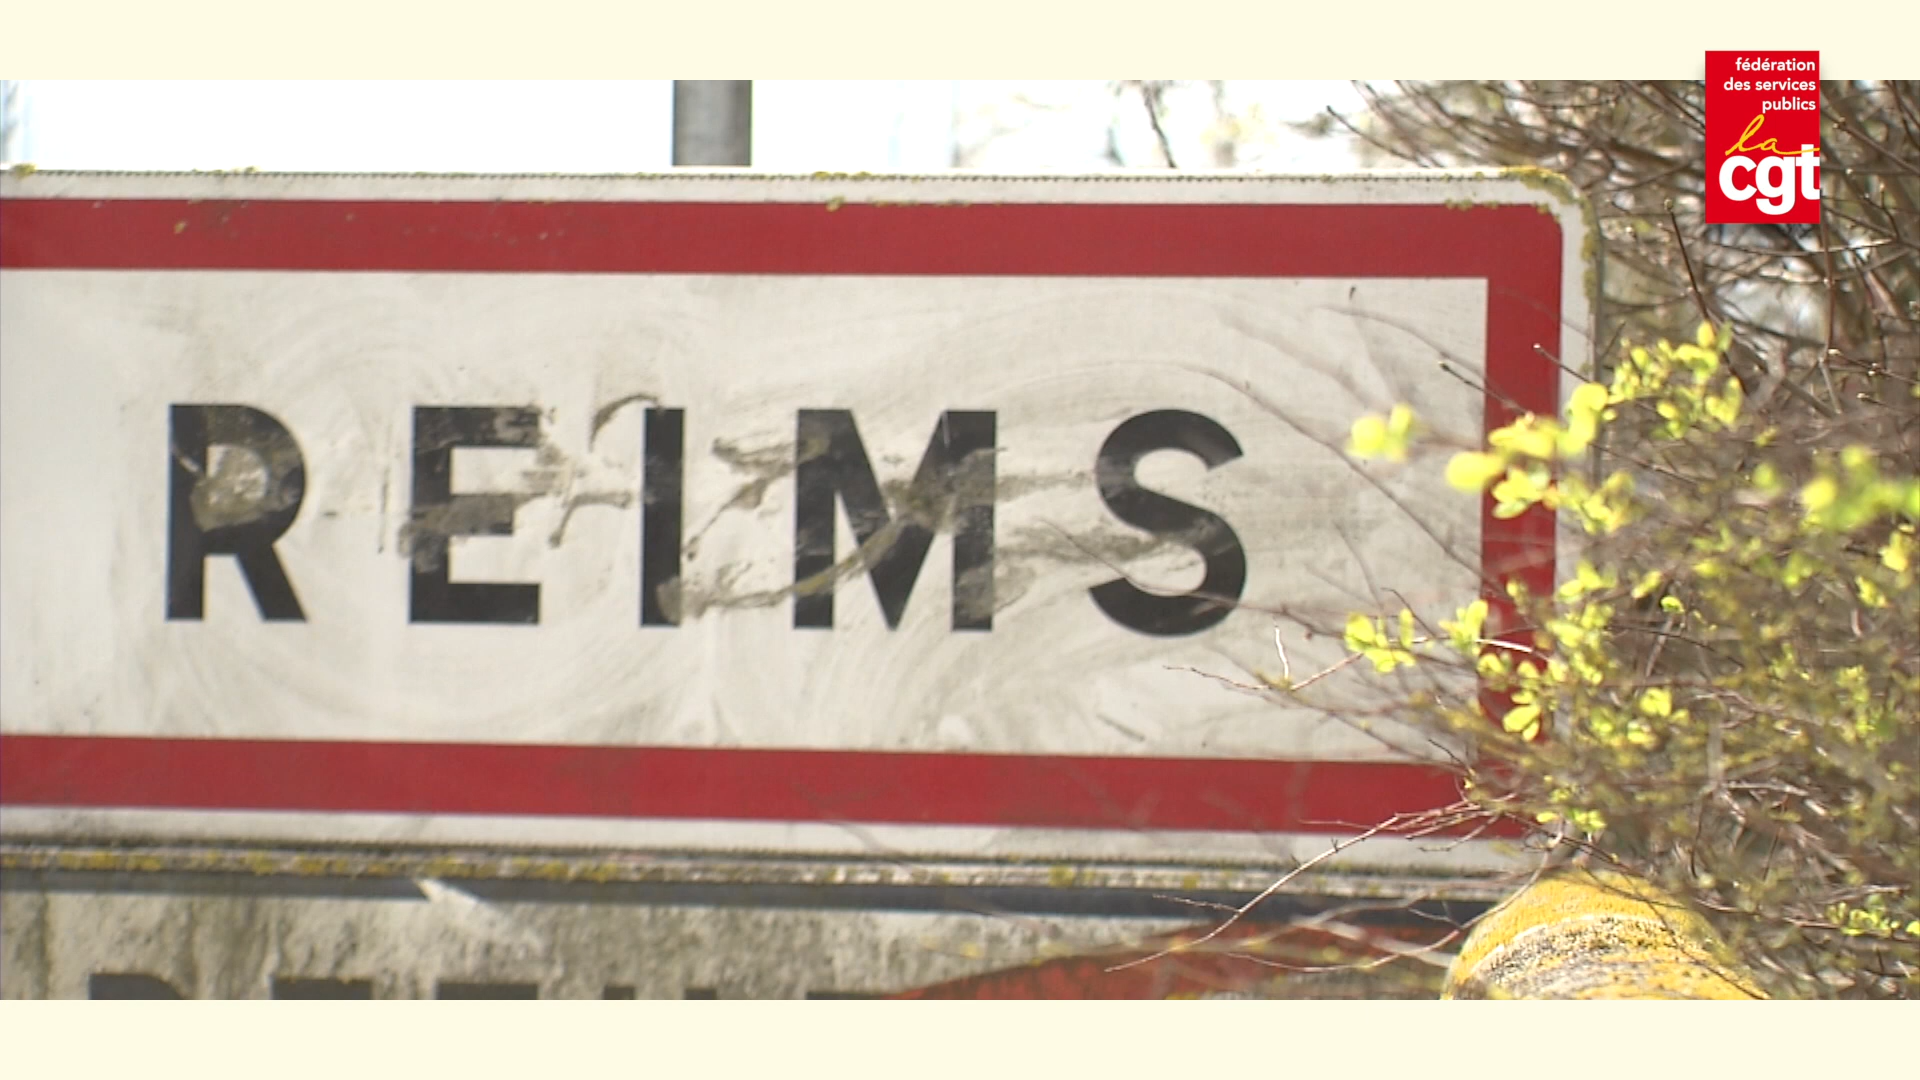 fédération
des services
publics
la
cgt
REIMS